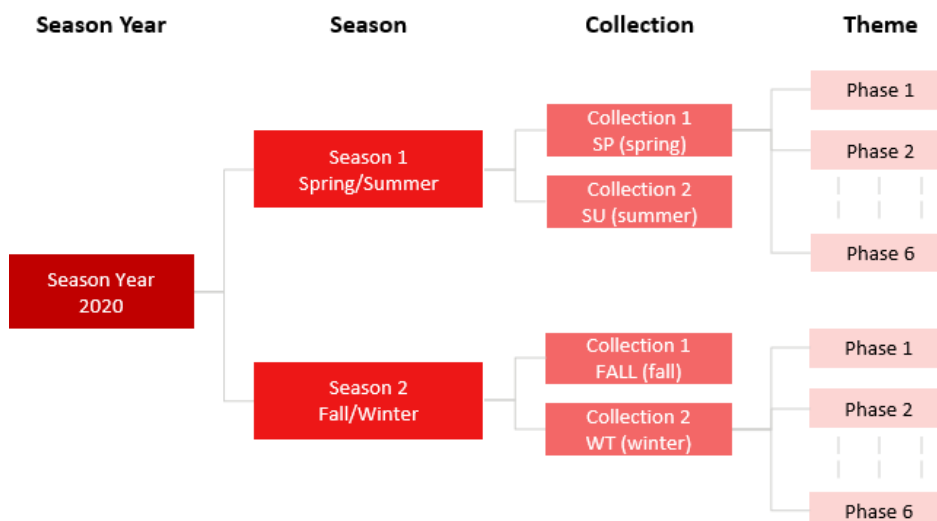 Season Year
Season
Collection
Theme
Season Year
2020
Season 1
Spring/Summer
Collection 1
SP (spring)
Collection 2
SU (summer)
Phase 1
Phase 2
Phase 6
Season 2
Fall/Winter
Collection 1
FALL (fall)
Collection 2
WT (winter)
Phase 1
Phase 2
Phase 6